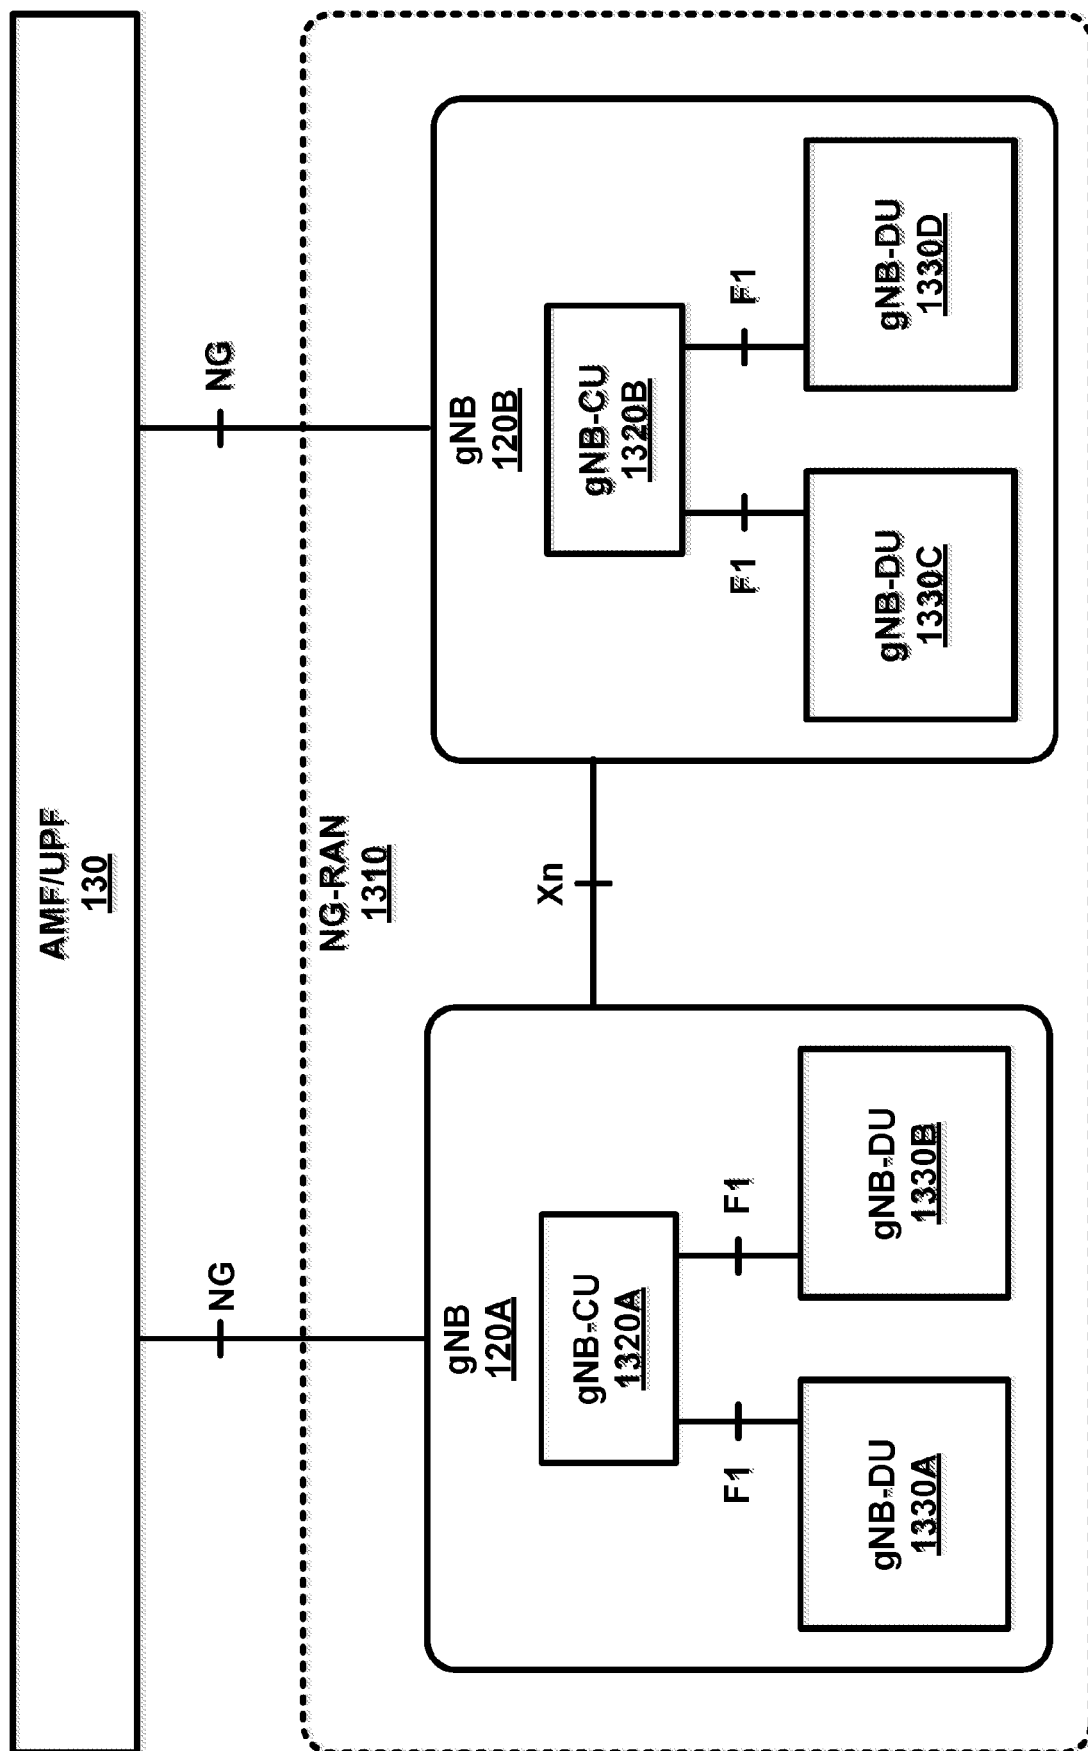 AMF/UPF
130
NG
NG
NG-RAN
1310
gNB
120A
gNB-CU
1320A
F1
F1
gNB-DU
1330A
gNB-DU
1330B
Xn
gNB
120B
gNB-CU
1320B
F1
F1
gNB-DU
1330C
gNB-DU
1330D